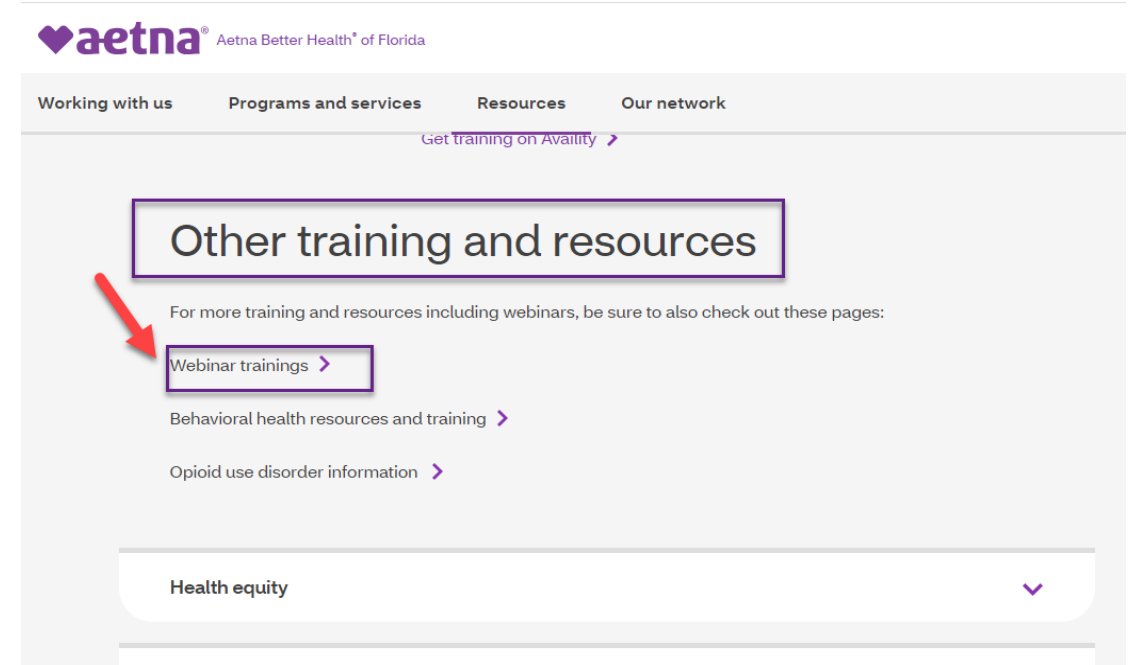 aetna® Aetna Better Health® of Florida
Working with us Programs and services Resources Our network
Get training on Availity
Other training and resources
For more training and resources including webinars, be sure to also check out these pages:
Webinar trainings
Behavioral health resources and training
Opioid use disorder information
Health equity